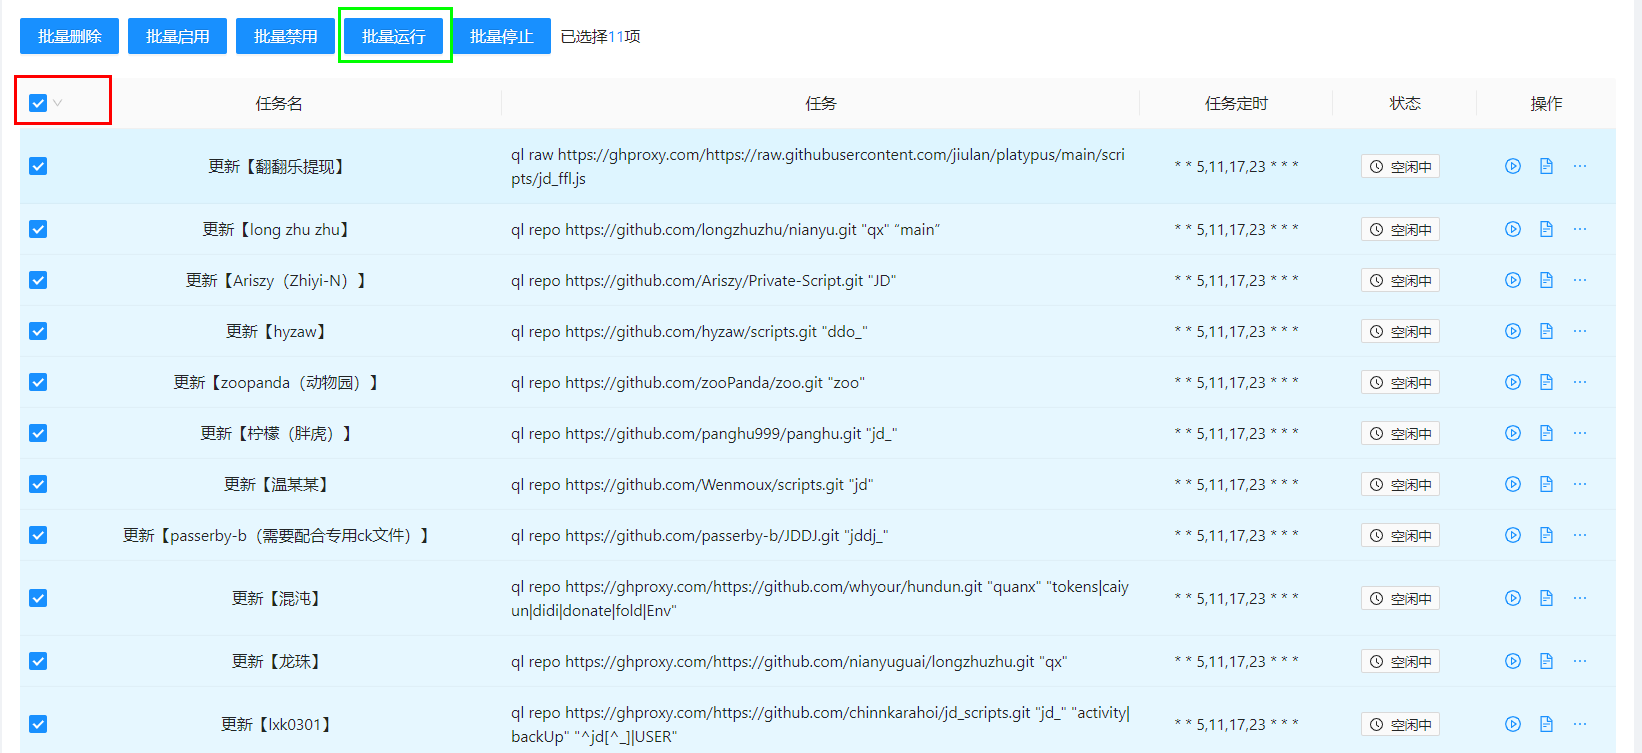 批量删除 批量启用 批量禁用 批量运行 批量停止 已选择11项
任务名 任务 任务定时 状态 操作
更新【翻翻乐提现】 ql raw https://ghproxy.com/https://raw.githubusercontent.com/jiulan/platypus/main/scri
pts/jd_ffl.js * * 5,11,17,23 * * * 空闲中
更新【long zhu zhu】 ql repo https://github.com/longzhuzhu/nianyu.git "qx" “main” * * 5,11,17,23 * * * 空闲中
更新【Ariszy（Zhiyi-N）】 ql repo https://github.com/Ariszy/Private-Script.git "JD" * * 5,11,17,23 * * * 空闲中
更新【hyzaw】 ql repo https://github.com/hyzaw/scripts.git "ddo_" * * 5,11,17,23 * * * 空闲中
更新【zoopanda（动物园）】 ql repo https://github.com/zooPanda/zoo.git "zoo" * * 5,11,17,23 * * * 空闲中
更新【柠檬（胖虎）】 ql repo https://github.com/panghu999/panghu.git "jd_" * * 5,11,17,23 * * * 空闲中
更新【温某某】 ql repo https://github.com/Wenmoux/scripts.git "jd" * * 5,11,17,23 * * * 空闲中
更新【passerby-b（需要配合专用ck文件）】 ql repo https://github.com/passerby-b/JDDJ.git "jddj_" * * 5,11,17,23 * * * 空闲中
更新【混沌】 ql repo https://ghproxy.com/https://github.com/whyour/hundun.git "quanx" "tokens|caiy
un|didi|donate|fold|Env" * * 5,11,17,23 * * * 空闲中
更新【龙珠】 ql repo https://ghproxy.com/https://github.com/nianyuguai/longzhuzhu.git "qx" * * 5,11,17,23 * * * 空闲中
更新【lxk0301】 ql repo https://ghproxy.com/https://github.com/chinnkarahoi/jd_scripts.git "jd_" "activity|
backUp" "^jd[^_]|USER" * * 5,11,17,23 * * * 空闲中